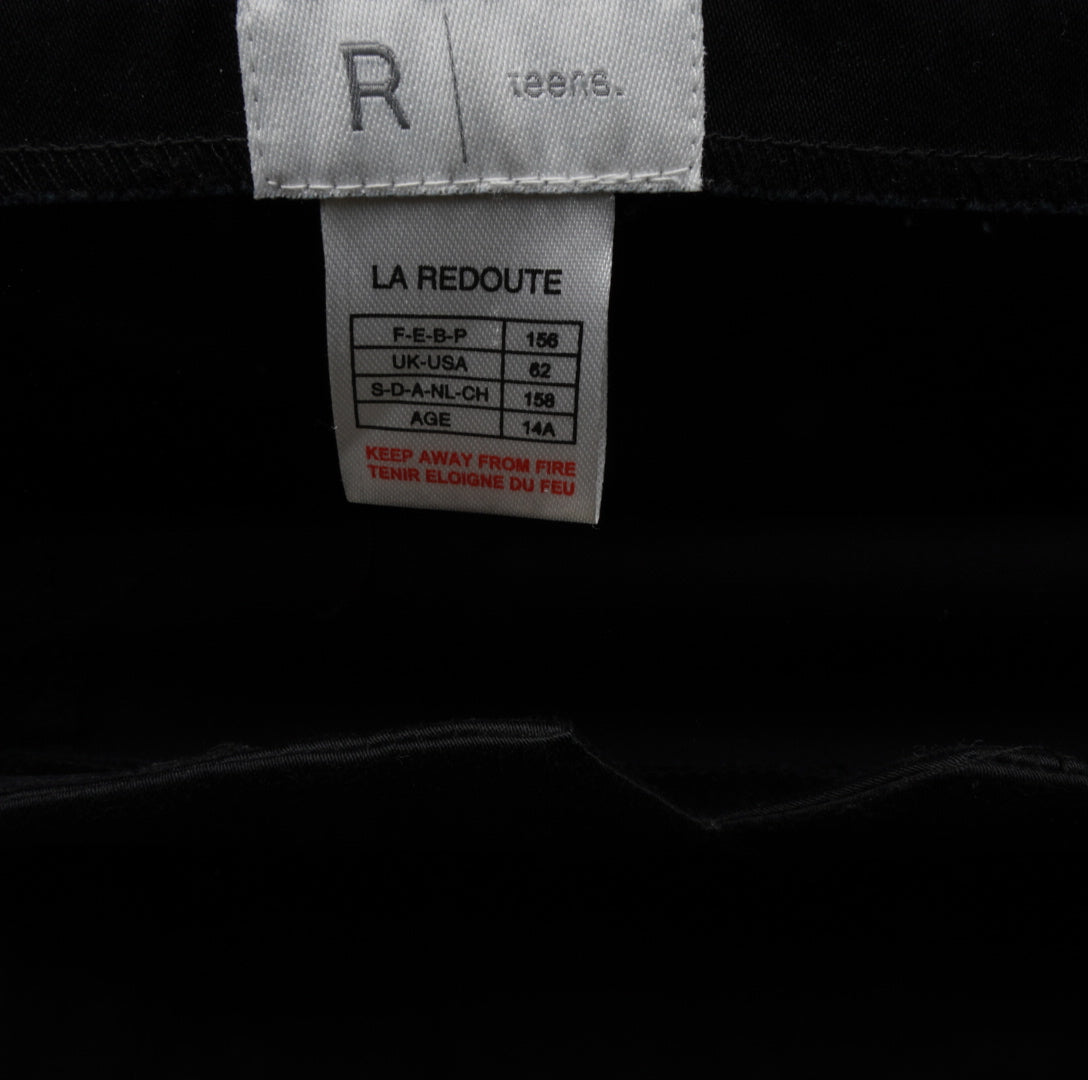 R teens.
LA REDOUTE
F-E-B-P 156
UK-USA 62
S-D-A-NL-CH 158
AGE 14A
KEEP AWAY FROM FIRE
TENIR ELOIGNE DU FEU